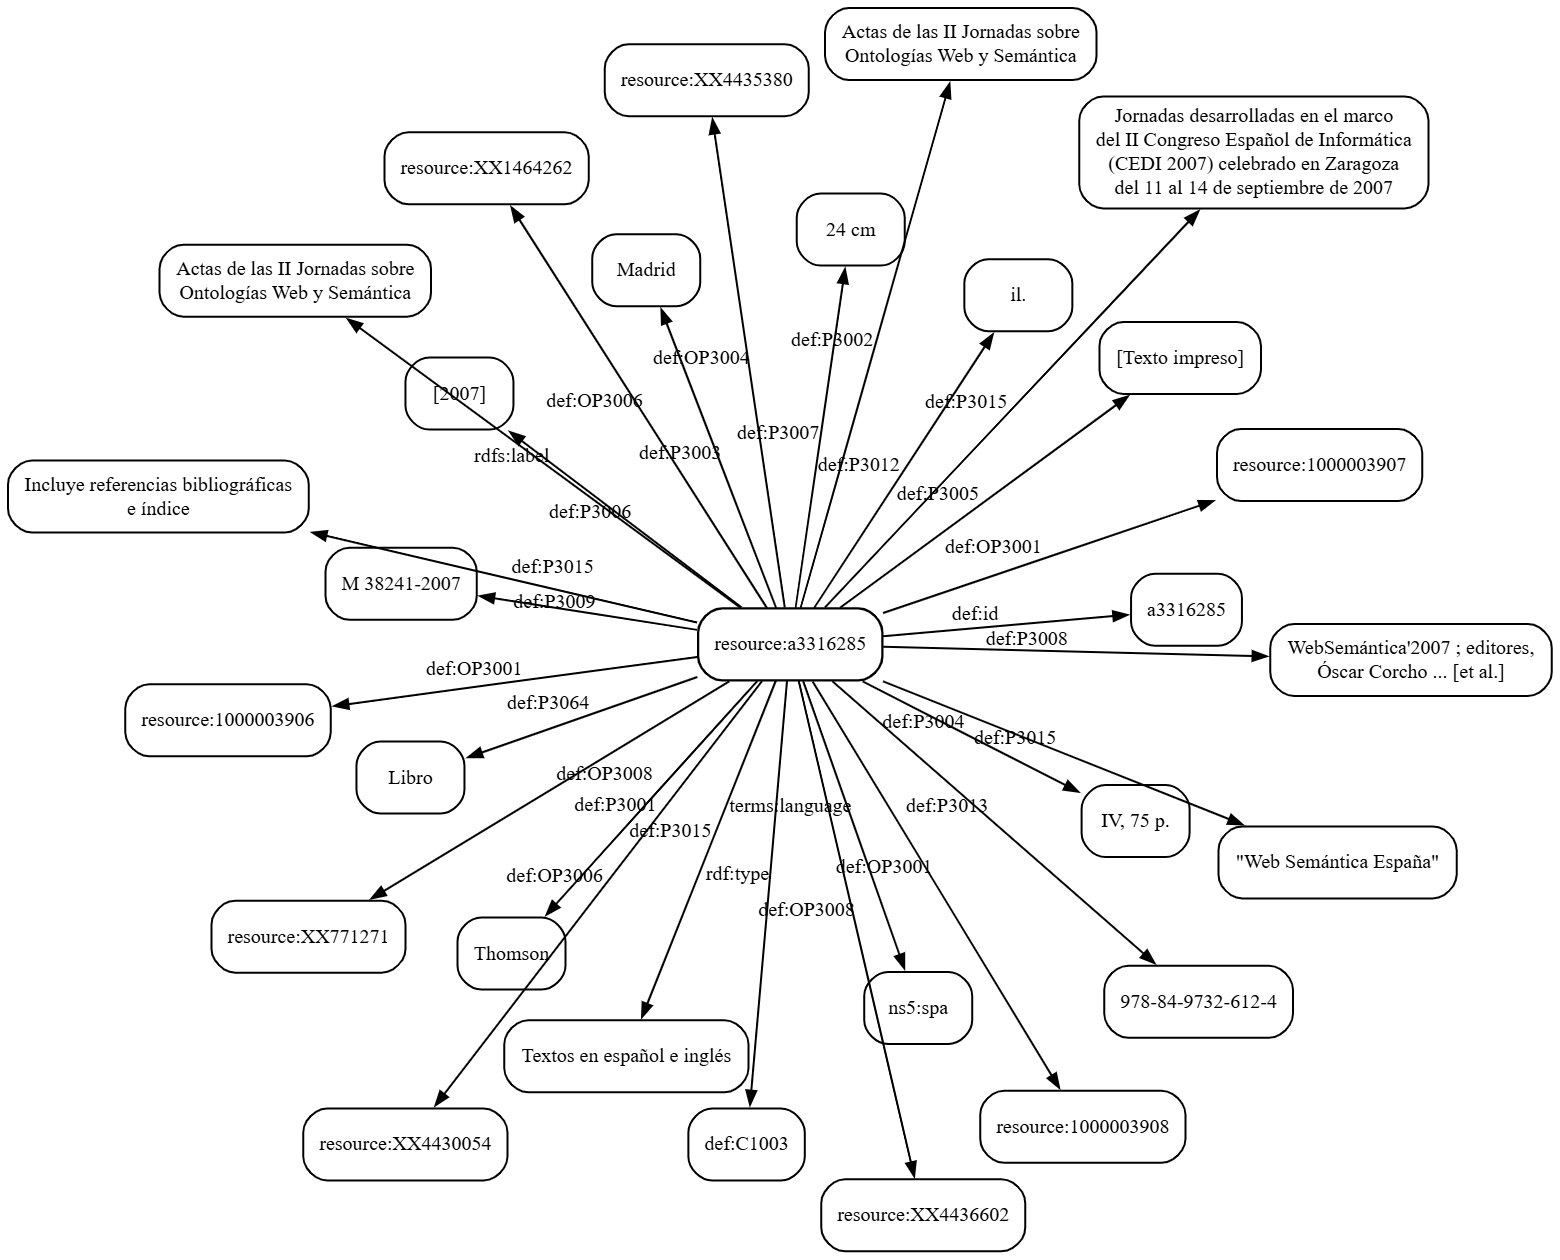 Actas de las II Jornadas sobre
Ontologías Web y Semántica
resource:XX4435380
Jornadas desarrolladas en el marco
del II Congreso Español de Informática
(CEDI 2007) celebrado en Zaragoza
del 11 al 14 de septiembre de 2007
resource:XX1464262
24 cm
Madrid
Actas de las II Jornadas sobre
Ontologías Web y Semántica
il.
def:P3002
def:OP3004
[Texto impreso]
[2007]
def:OP3006
def:P3015
def:P3007
def:P3003
rdfs:label
def:P3012
resource:1000003907
Incluye referencias bibliográficas
e índice
def:P3005
def:P3006
def:OP3001
def:P3015
M 38241-2007
def:P3009
def:id
a3316285
def:P3008
resource:a3316285
WebSemántica'2007 ; editores,
Óscar Corcho ... [et al.]
def:OP3001
def:P3064
resource:1000003906
def:P3004
def:P3015
Libro
def:OP3008
def:P3001
terms:language
def:P3013
IV, 75 p.
def:P3015
"Web Semántica España"
def:OP3006
rdf:type
def:OP3001
def:OP3008
resource:XX771271
Thomson
ns5:spa
978-84-9732-612-4
Textos en español e inglés
resource:XX4430054
def:C1003
resource:1000003908
resource:XX4436602